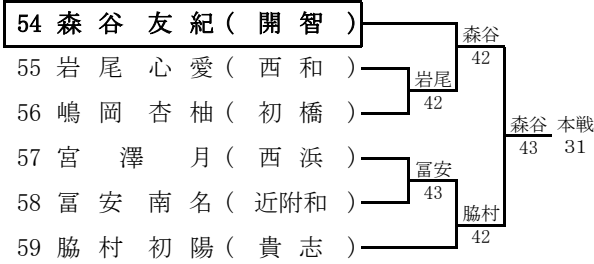 54 森 谷 友 紀 ( 開 智 )
55 岩 尾 心 愛 ( 西 和 )
56 嶋 岡 杏 柚 ( 初 橋 )
57 宮 澤 月 ( 西 浜 )
58 冨 安 南 名 ( 近附和 )
59 脇 村 初 陽 ( 貴 志 )
岩尾
42
冨安
43
森谷
42
脇村
42
森谷
43
本戦
31